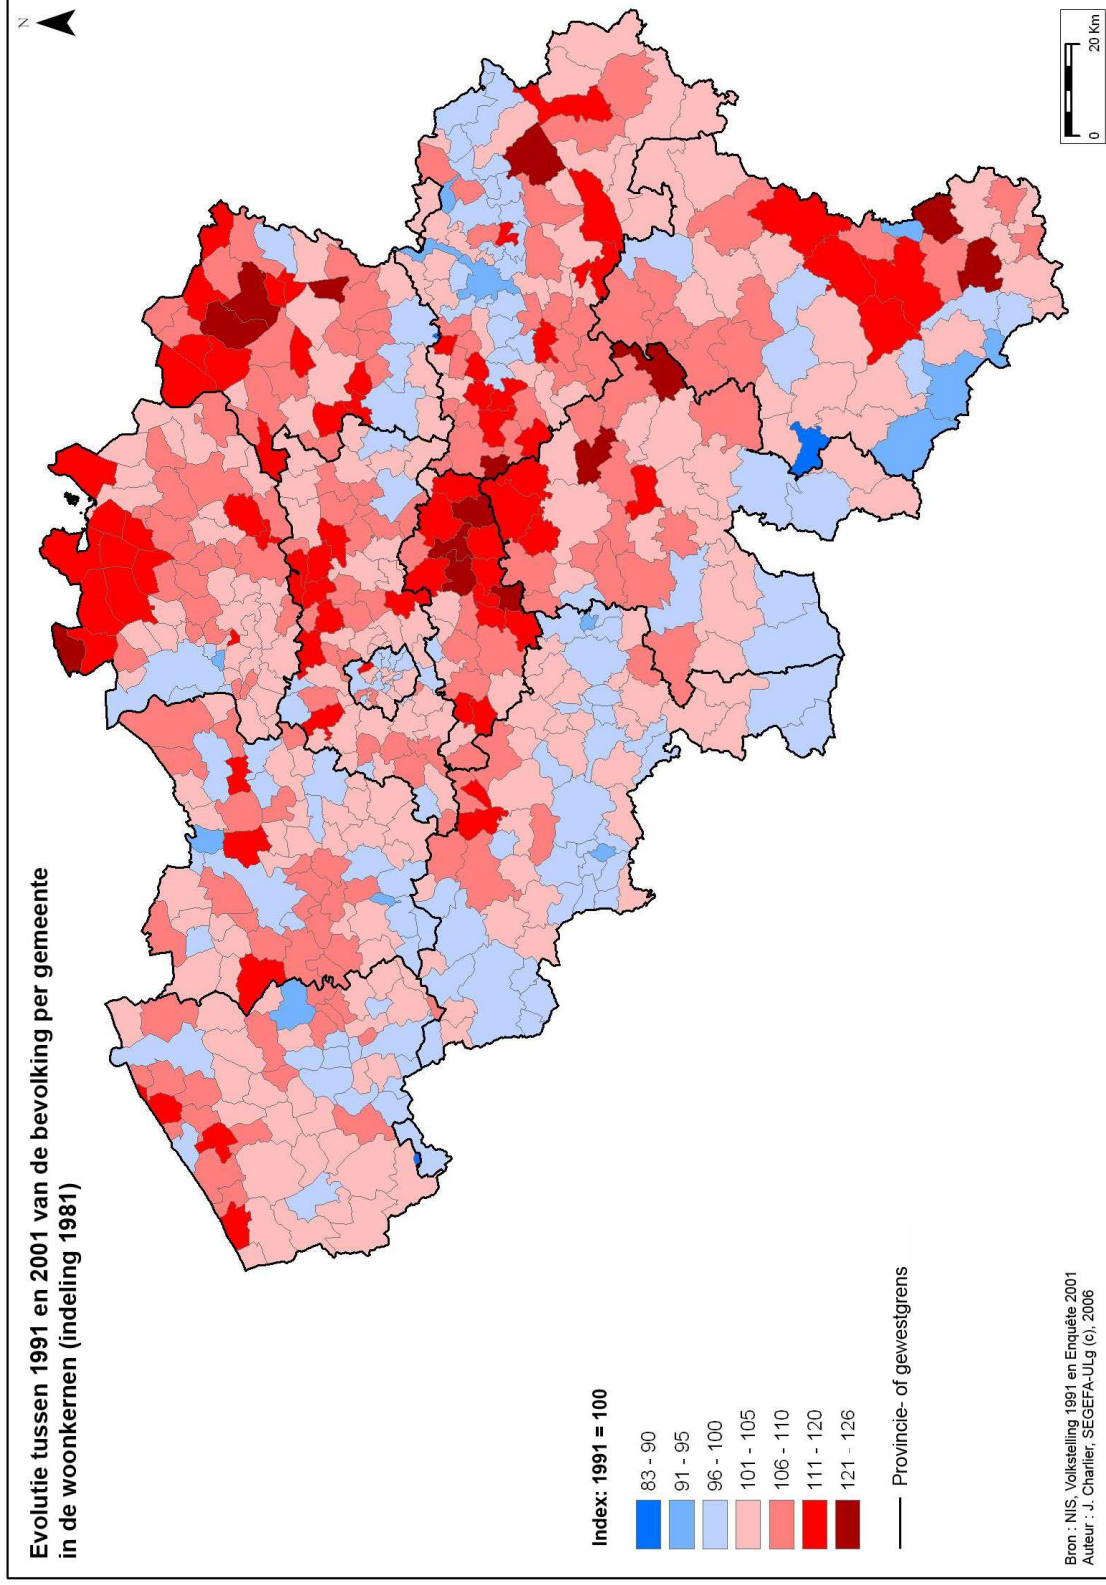 Evolutie tussen 1991 en 2001 van de bevolking per gemeente
in de woonkernen (indeling 1981)
N
Index: 1991 = 100
83 - 90
91 - 95
96 - 100
101 - 105
106 - 110
111 - 120
121 - 126
Provincie- of gewestgrens
Bron : NIS, Volkstelling 1991 en Enquête 2001
Auteur : J. Charlier, SEGEFA-ULg (c), 2006
0 20 Km